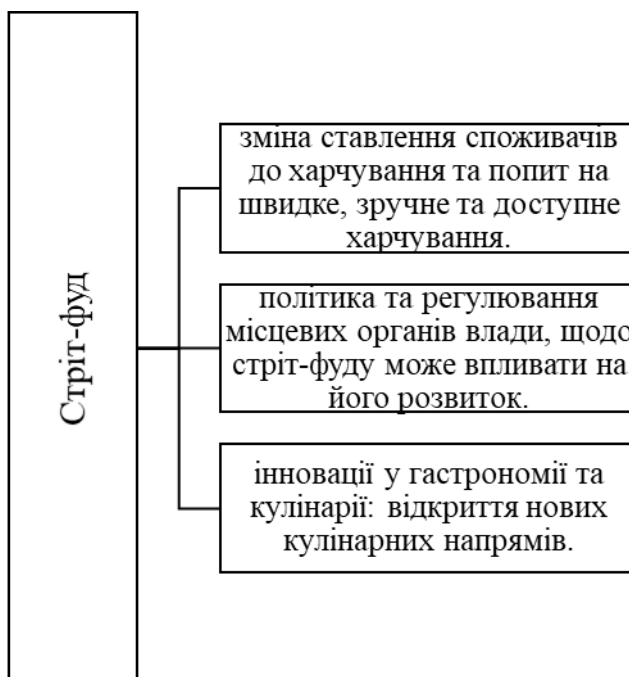 Стріт-фуд
зміна ставлення споживачів
до харчування та попит на
швидке, зручне та доступне
харчування.
політика та регулювання
місцевих органів влади, щодо
стріт-фуду може впливати на
його розвиток.
інновації у гастрономії та
кулінарії: відкриття нових
кулінарних напрямів.